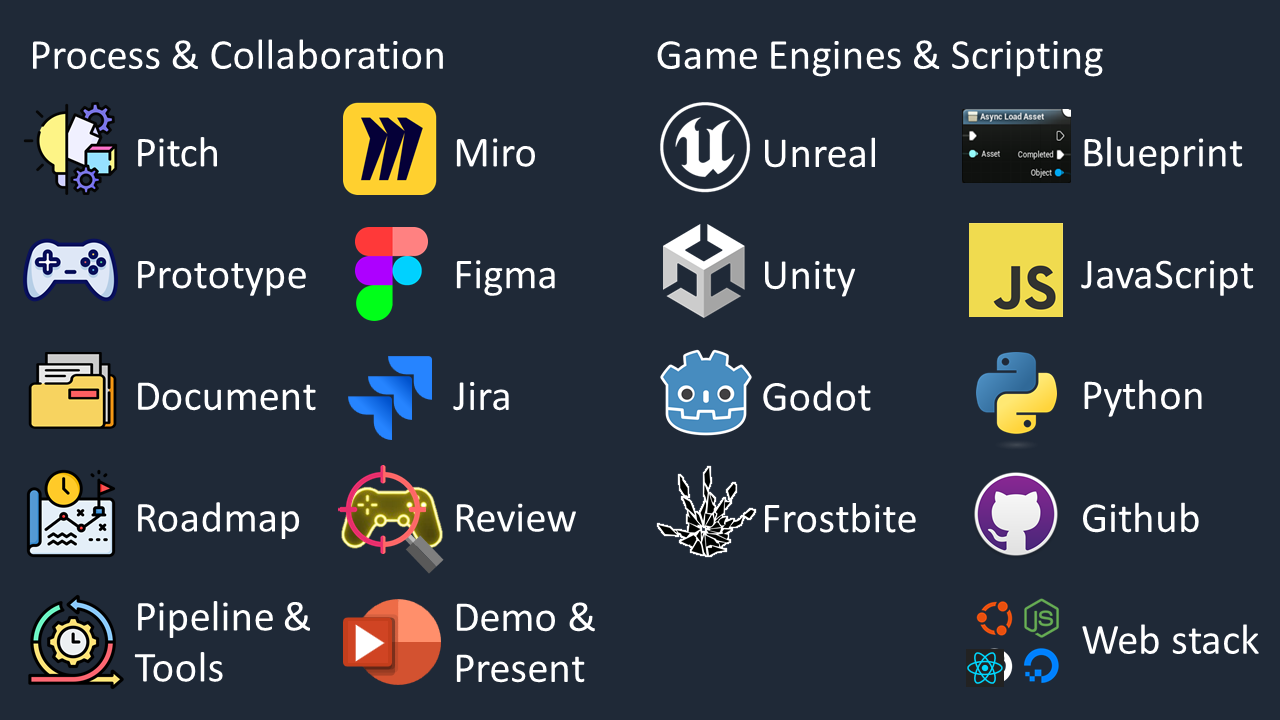 Process & Collaboration
Game Engines & Scripting
Pitch
Miro
Unreal
Async Load Asset
Asset
Completed
Object
Blueprint
Prototype
Figma
Unity
JS
JavaScript
Document
Jira
Godot
Python
Roadmap
Review
Frostbite
Github
Pipeline &
Tools
Demo &
Present
JS
Web stack